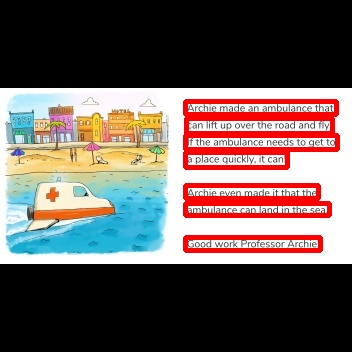 HOTEL
Archie made an ambulance that
can lift up over the road and fly
If the ambulance needs to get to
a place quickly, it can
Archie even made it that the
ambulance can land in the sea
Good work Professor Archie